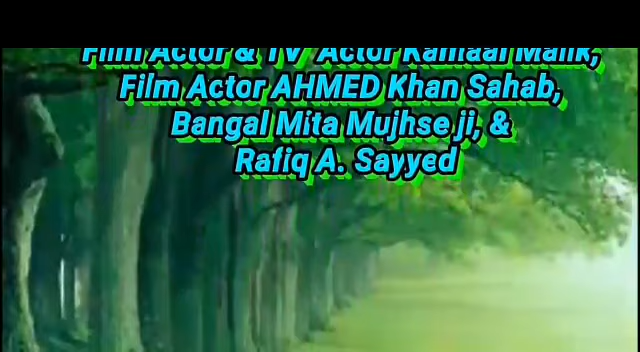 Film Actor & TV Actor Kamaal Malik,
Film Actor AHMED Khan Sahab,
Bangal Mita Mujhse ji, &
Rafiq A. Sayyed